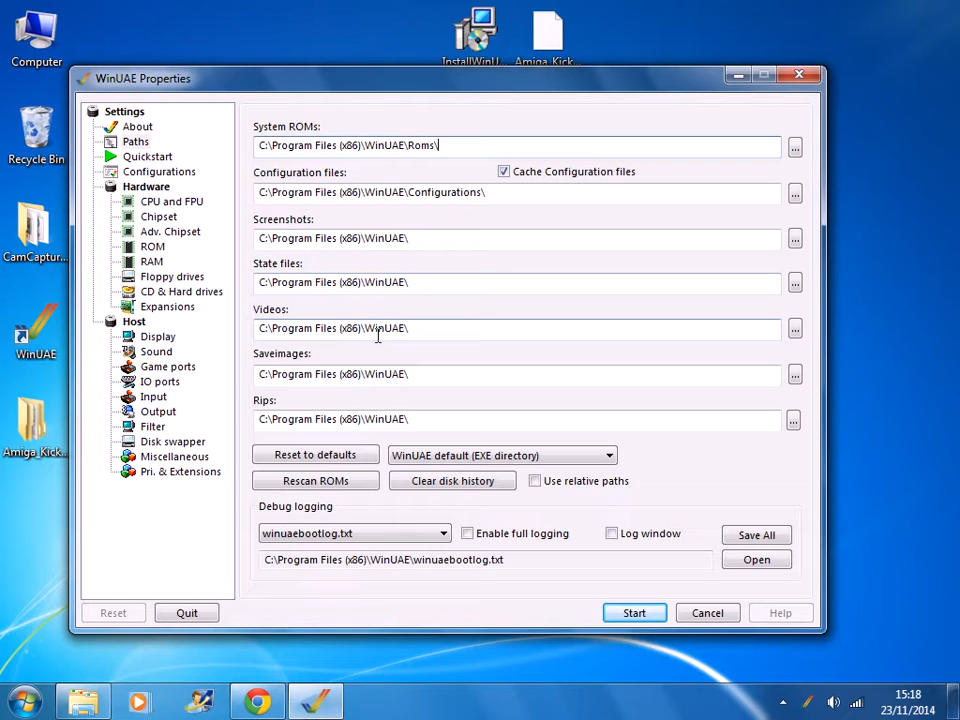 Computer
InstallWinU...
Amiga_Kick...
Recycle Bin
CamCaptur...
WinUAE
Amiga_Kick...
WinUAE Properties
Settings
About
Paths
Quickstart
Configurations
Hardware
CPU and FPU
Chipset
Adv. Chipset
ROM
RAM
Floppy drives
CD & Hard drives
Expansions
Host
Display
Sound
Game ports
IO ports
Input
Output
Filter
Disk swapper
Miscellaneous
Pri. & Extensions
System ROMs:
C:\Program Files (x86)\WinUAE\Roms\
...
Configuration files:
Cache Configuration files
C:\Program Files (x86)\WinUAE\Configurations\
...
Screenshots:
C:\Program Files (x86)\WinUAE\
...
State files:
C:\Program Files (x86)\WinUAE\
...
Videos:
C:\Program Files (x86)\WinUAE\
...
Saveimages:
C:\Program Files (x86)\WinUAE\
...
Rips:
C:\Program Files (x86)\WinUAE\
...
Reset to defaults
WinUAE default (EXE directory)
Rescan ROMs
Clear disk history
Use relative paths
Debug logging
winuaebootlog.txt
Enable full logging
Log window
Save All
C:\Program Files (x86)\WinUAE\winuaebootlog.txt
Open
Reset
Quit
Start
Cancel
Help
15:18
23/11/2014